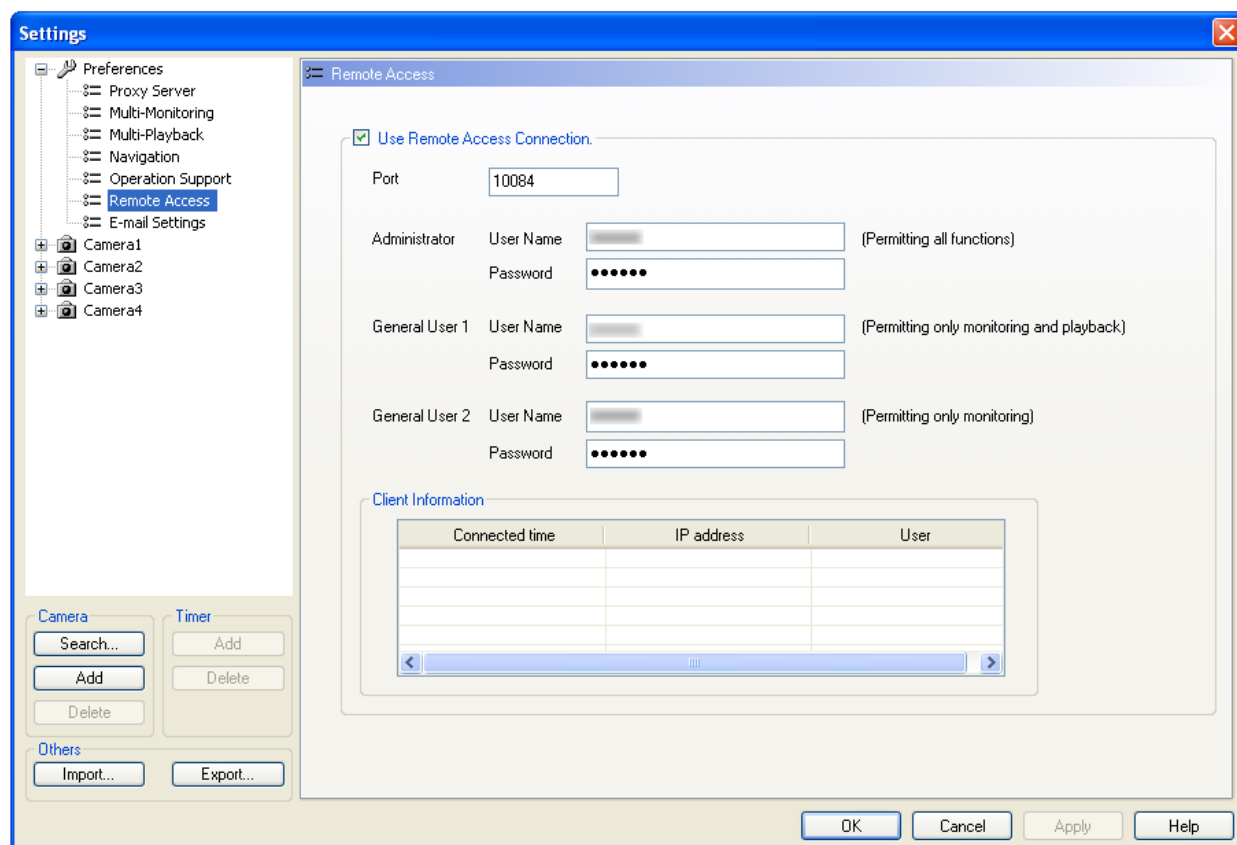 Settings
Preferences
Proxy Server
Multi-Monitoring
Multi-Playback
Navigation
Operation Support
Remote Access
E-mail Settings
Camera1
Camera2
Camera3
Camera4
Camera
Search...
Add
Delete
Timer
Add
Delete
Others
Import...
Export...
Remote Access
Use Remote Access Connection.
Port 10084
Administrator User Name (Permitting all functions)
Password ••••••
General User 1 User Name (Permitting only monitoring and playback)
Password ••••••
General User 2 User Name (Permitting only monitoring)
Password ••••••
Client Information
Connected time IP address User
OK Cancel Apply Help